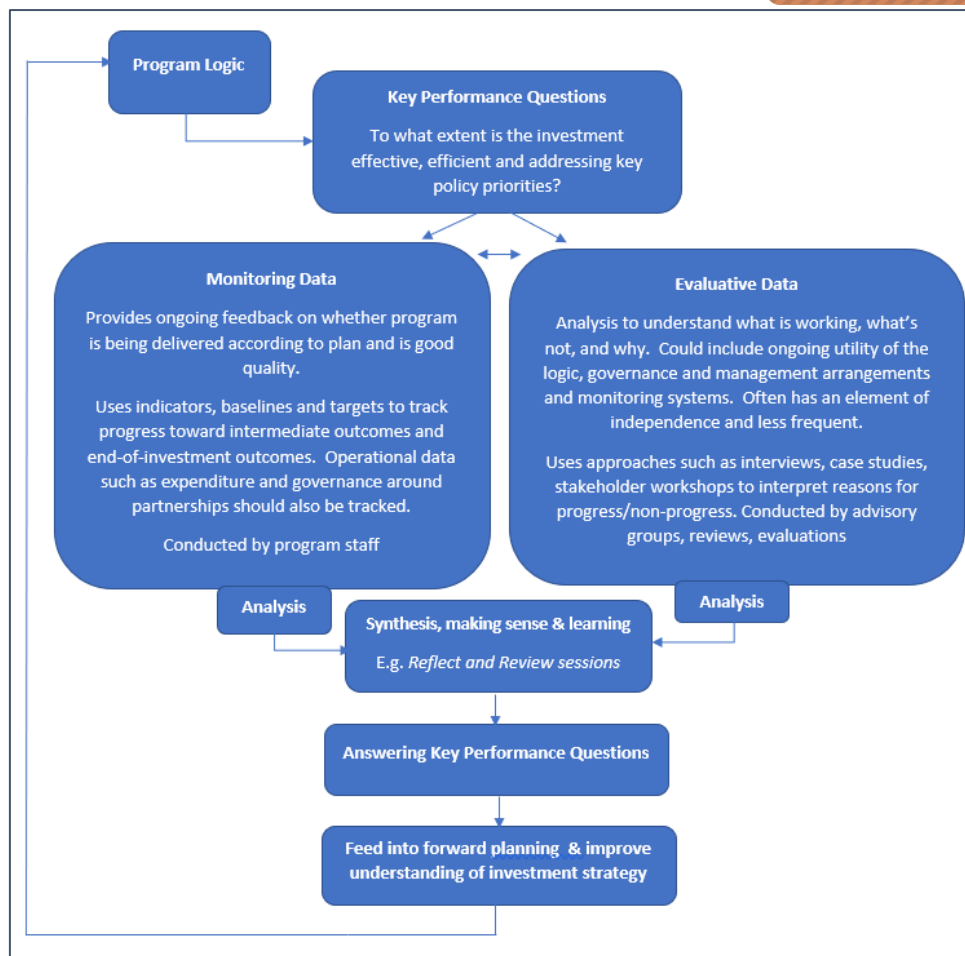 Program Logic
Key Performance Questions
To what extent is the investment
effective, efficient and addressing key
policy priorities?
Monitoring Data
Provides ongoing feedback on whether program
is being delivered according to plan and is good
quality.
Uses indicators, baselines and targets to track
progress toward intermediate outcomes and
end-of-investment outcomes.  Operational data
such as expenditure and governance around
partnerships should also be tracked.
Conducted by program staff
Evaluative Data
Analysis to understand what is working, what's
not, and why.  Could include ongoing utility of the
logic, governance and management arrangements
and monitoring systems.  Often has an element of
independence and less frequent.
Uses approaches such as interviews, case studies,
stakeholder workshops to interpret reasons for
progress/non-progress. Conducted by advisory
groups, reviews, evaluations
Analysis
Analysis
Synthesis, making sense & learning
E.g. Reflect and Review sessions
Answering Key Performance Questions
Feed into forward planning  & improve
understanding of investment strategy